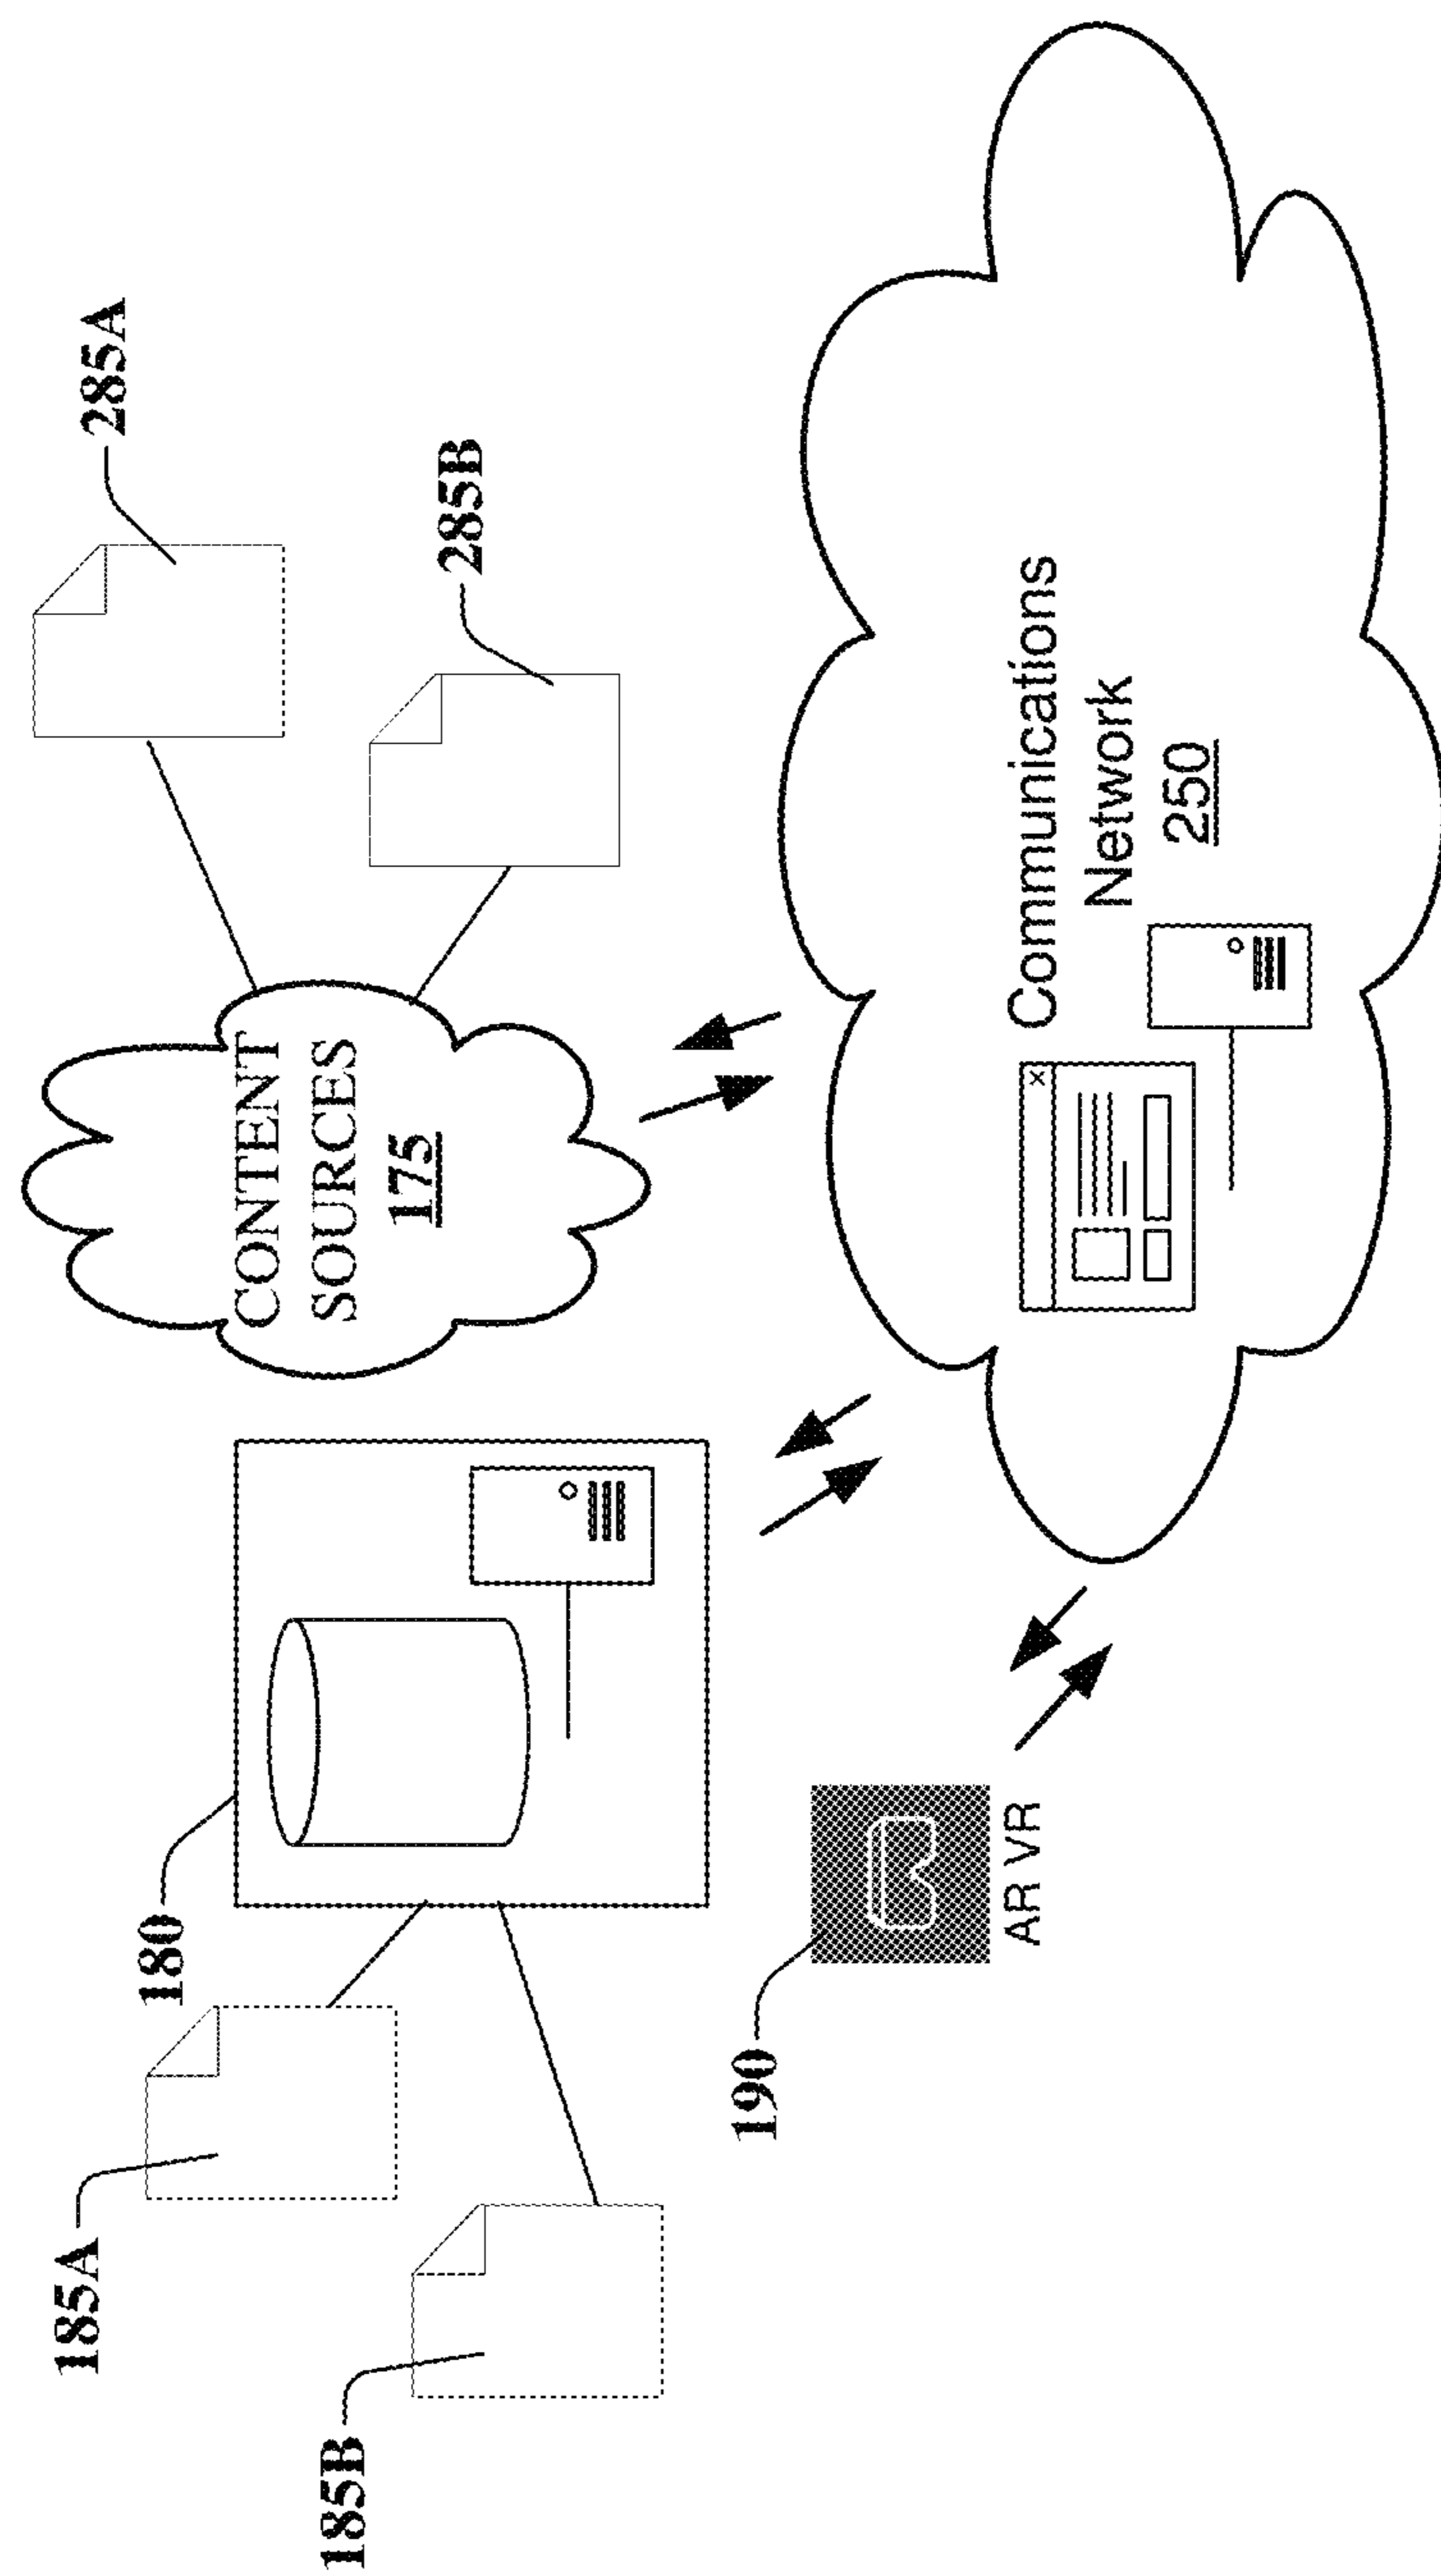 185A
185B
180
190
AR VR
CONTENT
SOURCES
175
285A
285B
Communications
Network
250